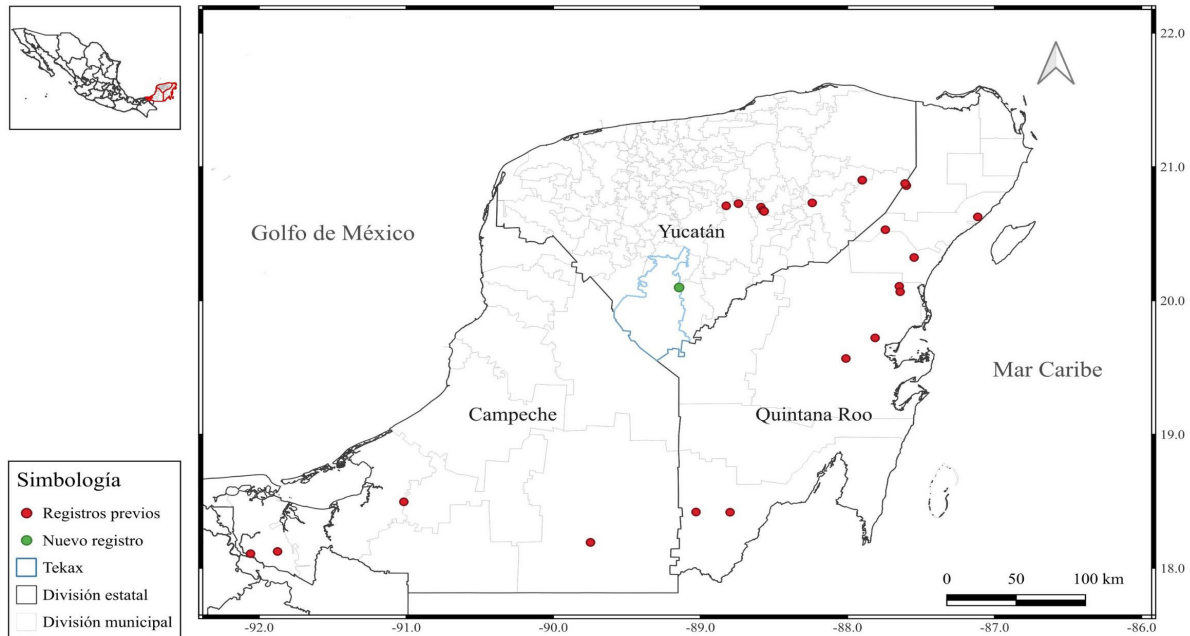 22.0
21.0
Golfo de México
Yucatán
20.0
Mar Caribe
Campeche
Quintana Roo
19.0
Simbología
Registros previos
Nuevo registro
Tekax
División estatal
División municipal
18.0
0 50 100 km
-92.0 -91.0 -90.0 -89.0 -88.0 -87.0 -86.0